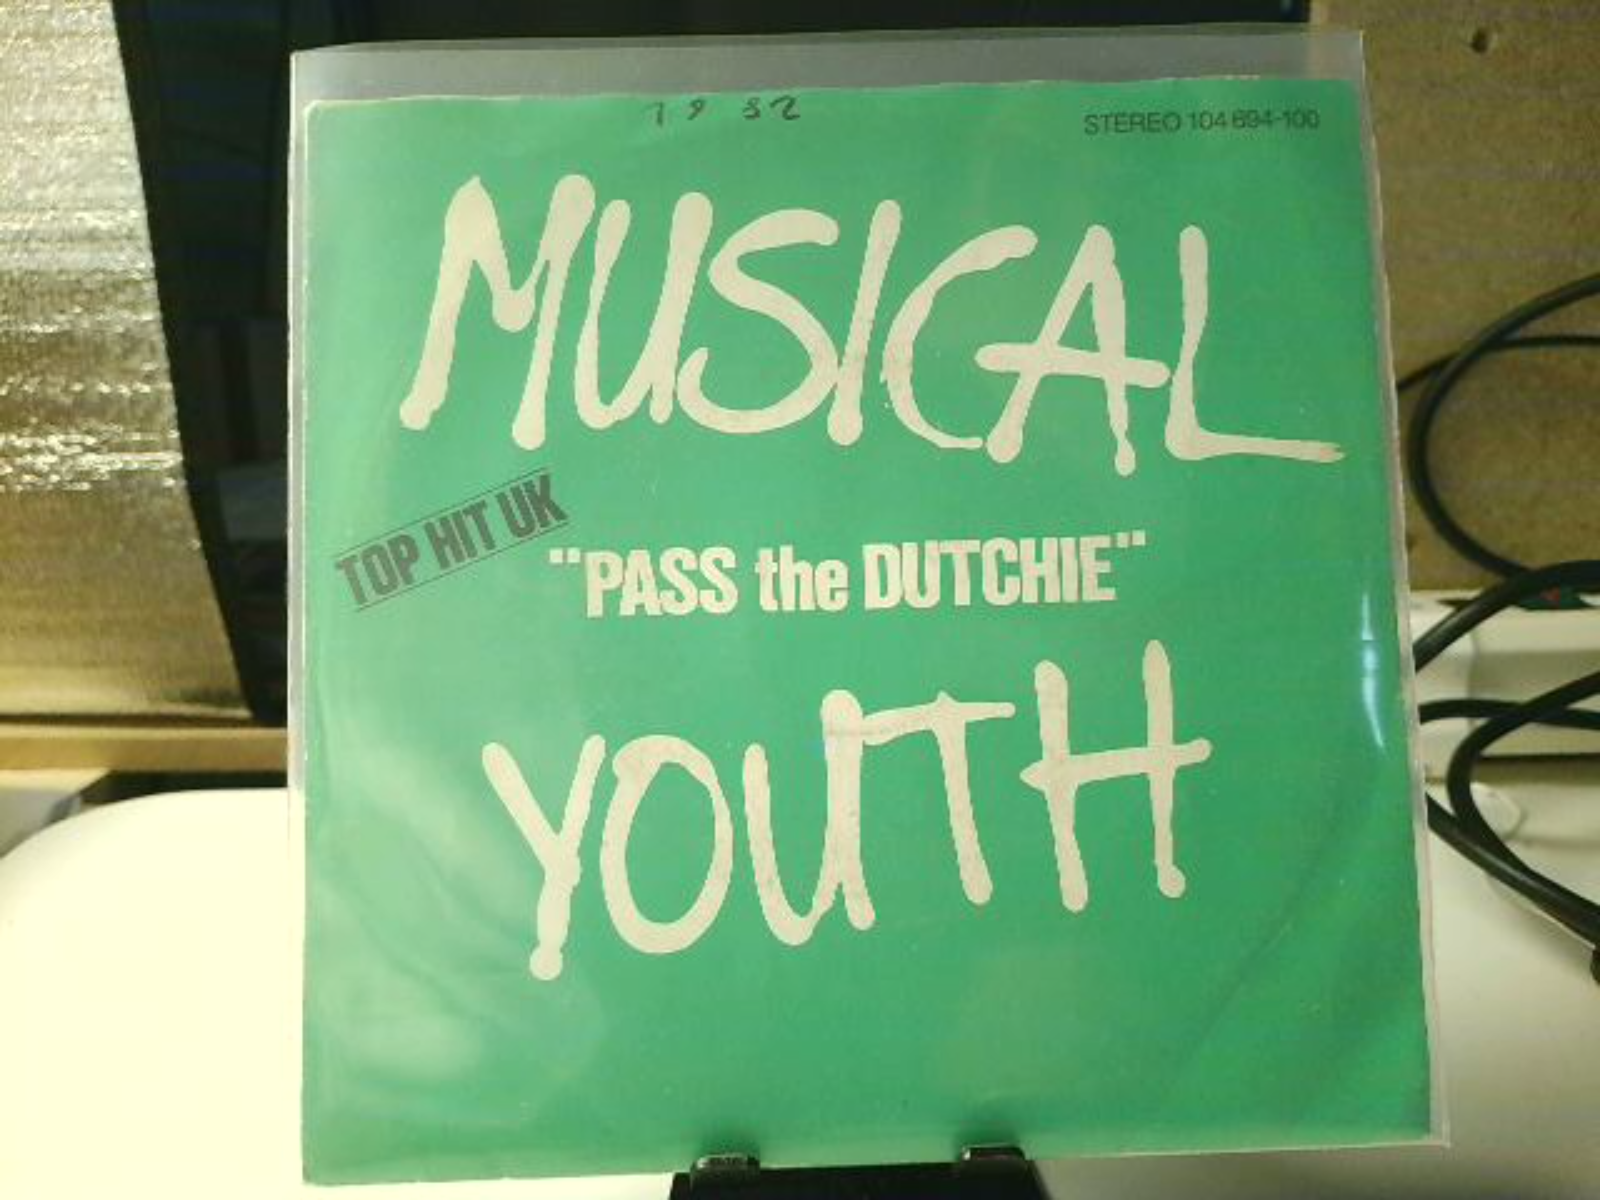 1982
STEREO 104 694-100
MUSICAL
TOP HIT UK
"PASS the DUTCHIE"
YOUTH